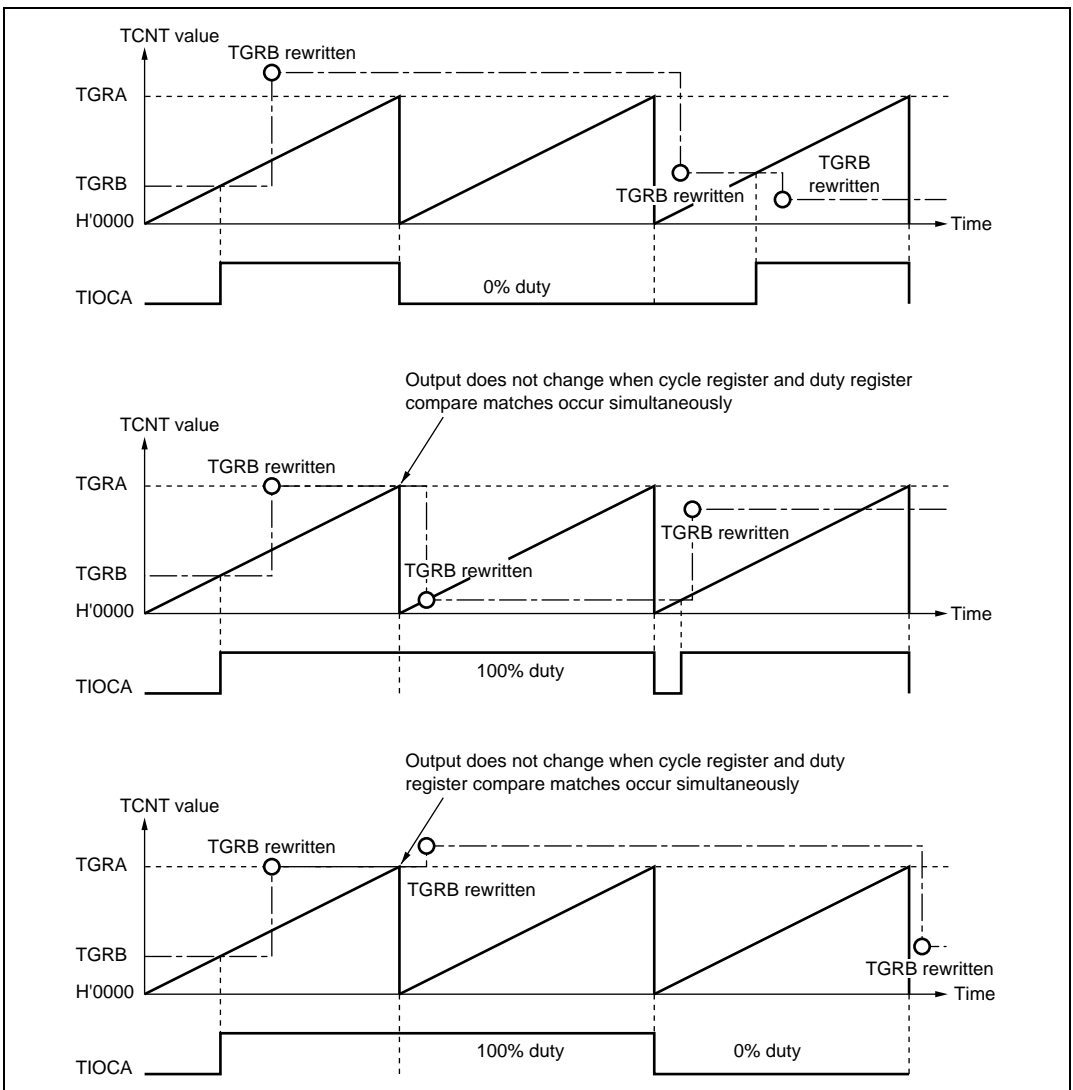 TCNT value
TGRB rewritten
TGRA
TGRB
rewritten
TGRB
TGRB rewritten
H'0000
Time
0% duty
TIOCA
Output does not change when cycle register and duty register
compare matches occur simultaneously
TCNT value
TGRB rewritten
TGRA
TGRB rewritten
TGRB rewritten
TGRB
H'0000
Time
100% duty
TIOCA
Output does not change when cycle register and duty
register compare matches occur simultaneously
TCNT value
TGRB rewritten
TGRA
TGRB rewritten
TGRB
TGRB rewritten
H'0000
Time
100% duty
0% duty
TIOCA